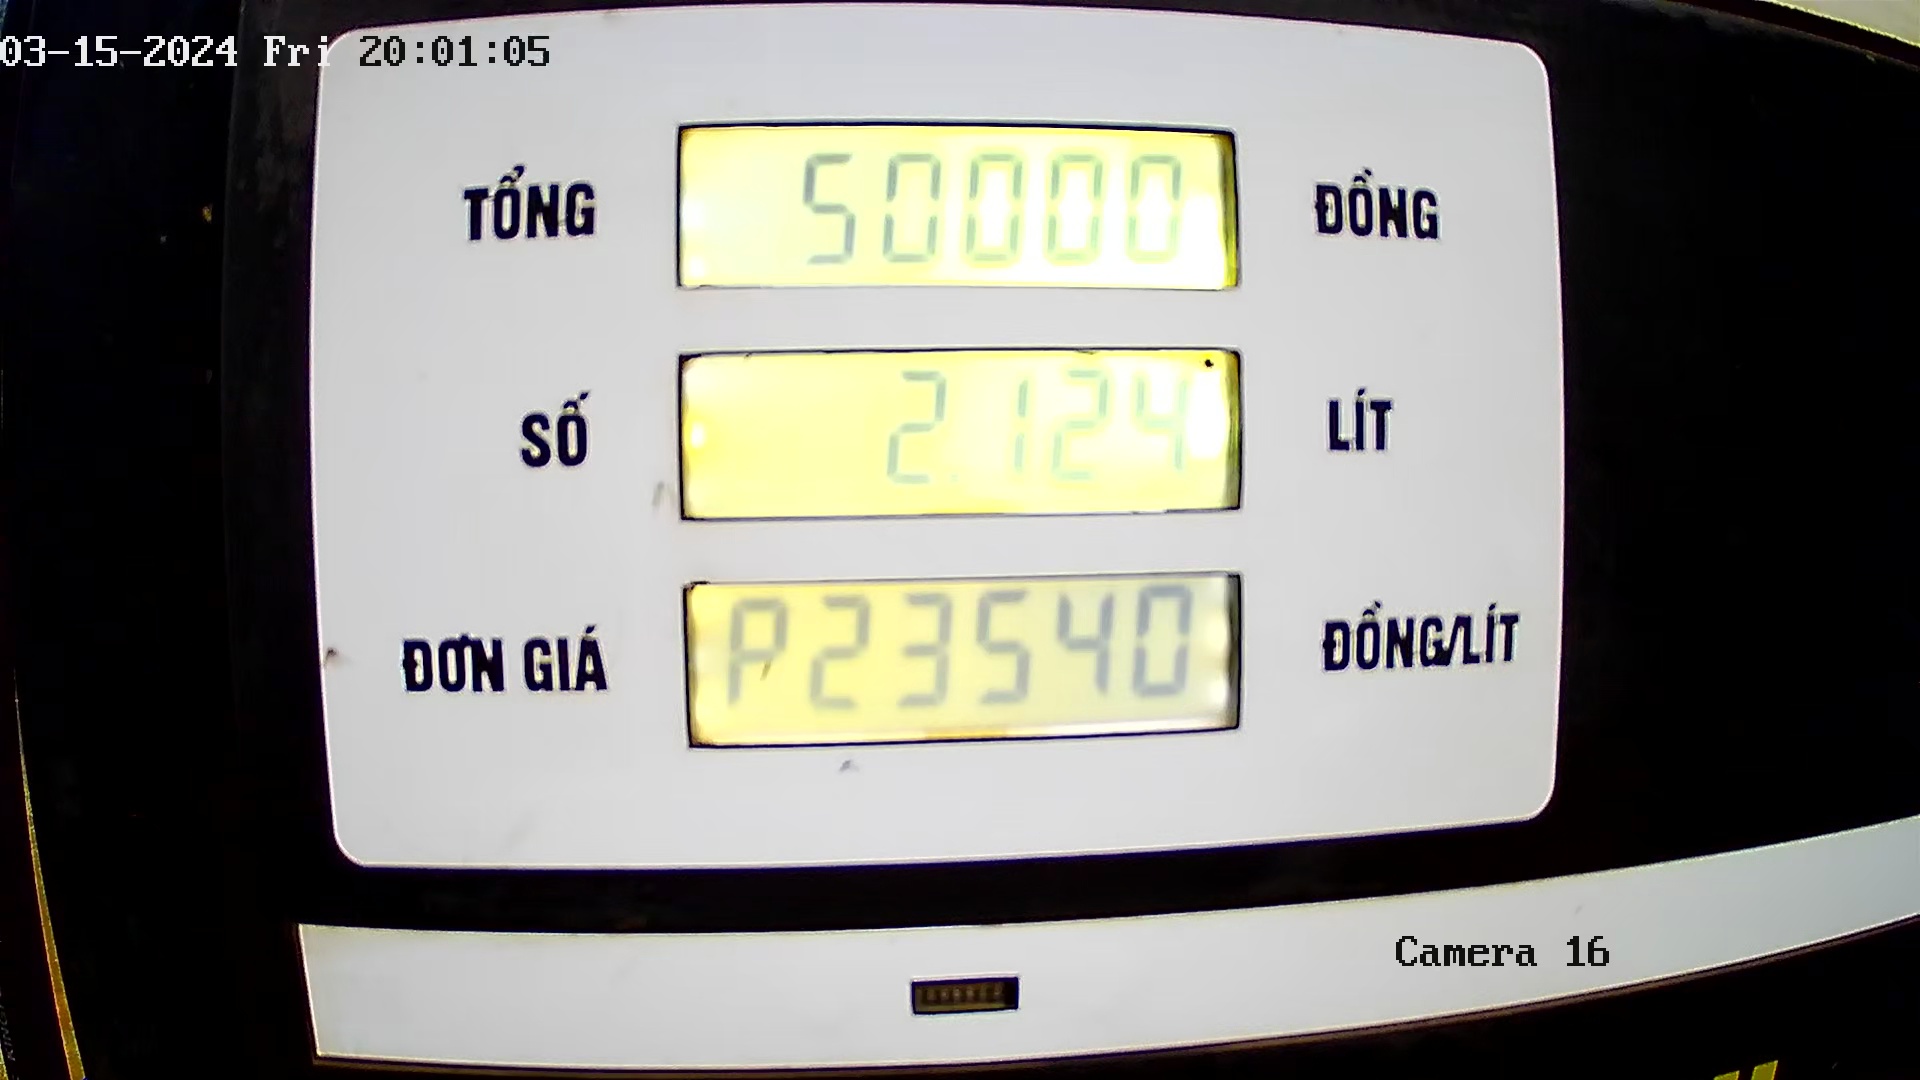 03-15-2024 Fri 20:01:05
TỔNG 50000 ĐỒNG
SỐ 2.124 LÍT
ĐƠN GIÁ P23540 ĐỒNG/LÍT
Camera 16